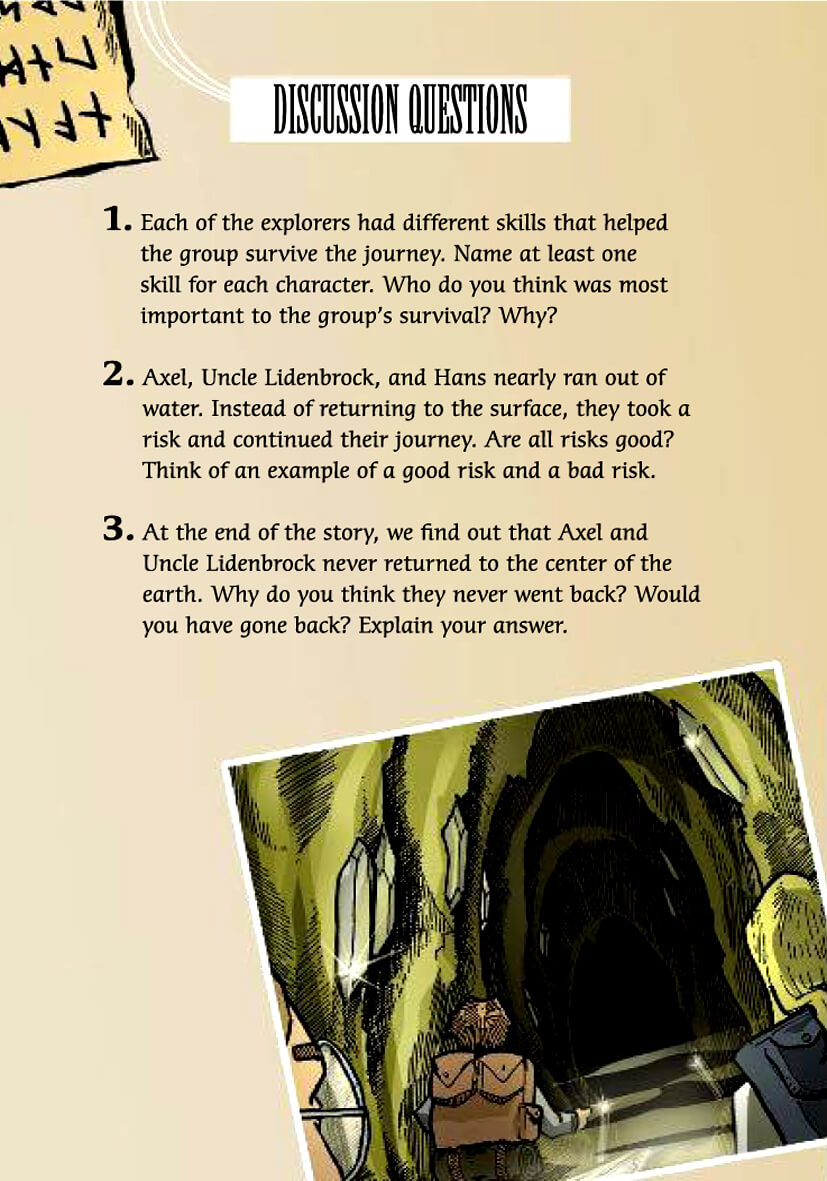 DISCUSSION QUESTIONS
1. Each of the explorers had different skills that helped
the group survive the journey. Name at least one
skill for each character. Who do you think was most
important to the group’s survival? Why?
2. Axel, Uncle Lidenbrock, and Hans nearly ran out of
water. Instead of returning to the surface, they took a
risk and continued their journey. Are all risks good?
Think of an example of a good risk and a bad risk.
3. At the end of the story, we find out that Axel and
Uncle Lidenbrock never returned to the center of the
earth. Why do you think they never went back? Would
you have gone back? Explain your answer.